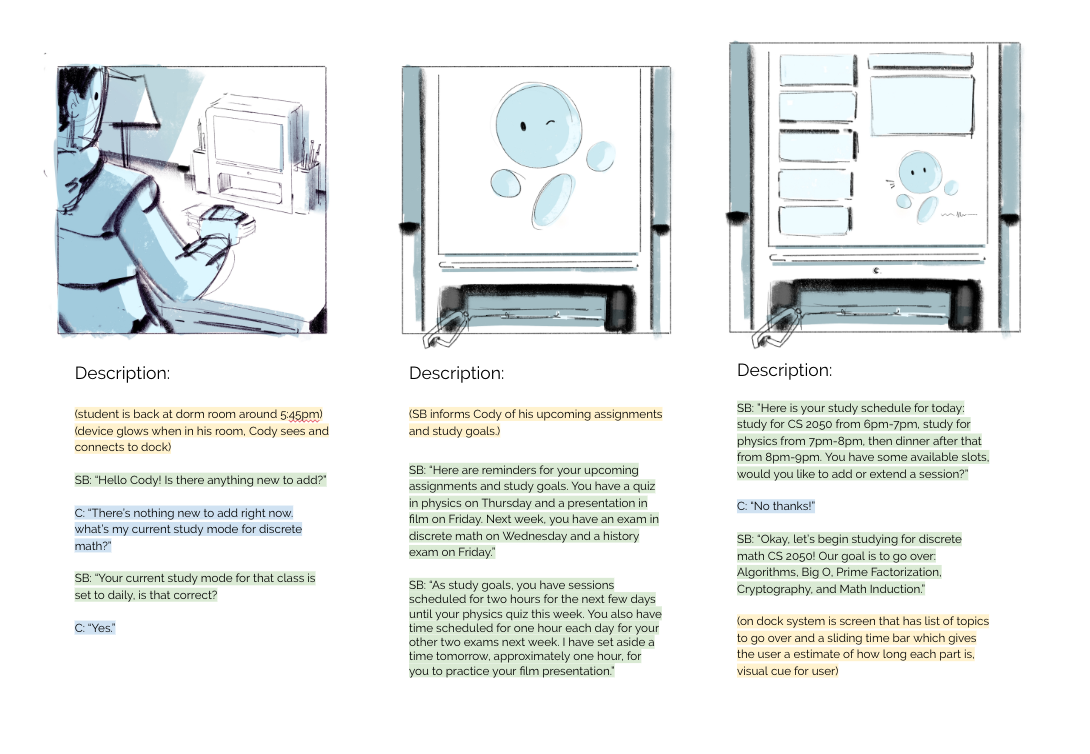 Description:
(student is back at dorm room around 5:45pm)
(device glows when in his room, Cody sees and
connects to dock)
SB: “Hello Cody! Is there anything new to add?”
C: “There’s nothing new to add right now.
what’s my current study mode for discrete
math?”
SB: “Your current study mode for that class is
set to daily, is that correct?
C: “Yes.”
Description:
(SB informs Cody of his upcoming assignments
and study goals.)
SB: “Here are reminders for your upcoming
assignments and study goals. You have a quiz
in physics on Thursday and a presentation in
film on Friday. Next week, you have an exam in
discrete math on Wednesday and a history
exam on Friday.”
SB: “As study goals, you have sessions
scheduled for two hours for the next few days
until your physics quiz this week. You also have
time scheduled for one hour each day for your
other two exams next week. I have set aside a
time tomorrow, approximately one hour, for
you to practice your film presentation.”
Description:
SB: “Here is your study schedule for today:
study for CS 2050 from 6pm-7pm, study for
physics from 7pm-8pm, then dinner after that
from 8pm-9pm. You have some available slots,
would you like to add or extend a session?”
C: “No thanks!”
SB: “Okay, let’s begin studying for discrete
math CS 2050! Our goal is to go over:
Algorithms, Big O, Prime Factorization,
Cryptography, and Math Induction.”
(on dock system is screen that has list of topics
to go over and a sliding time bar which gives
the user a estimate of how long each part is,
visual cue for user)